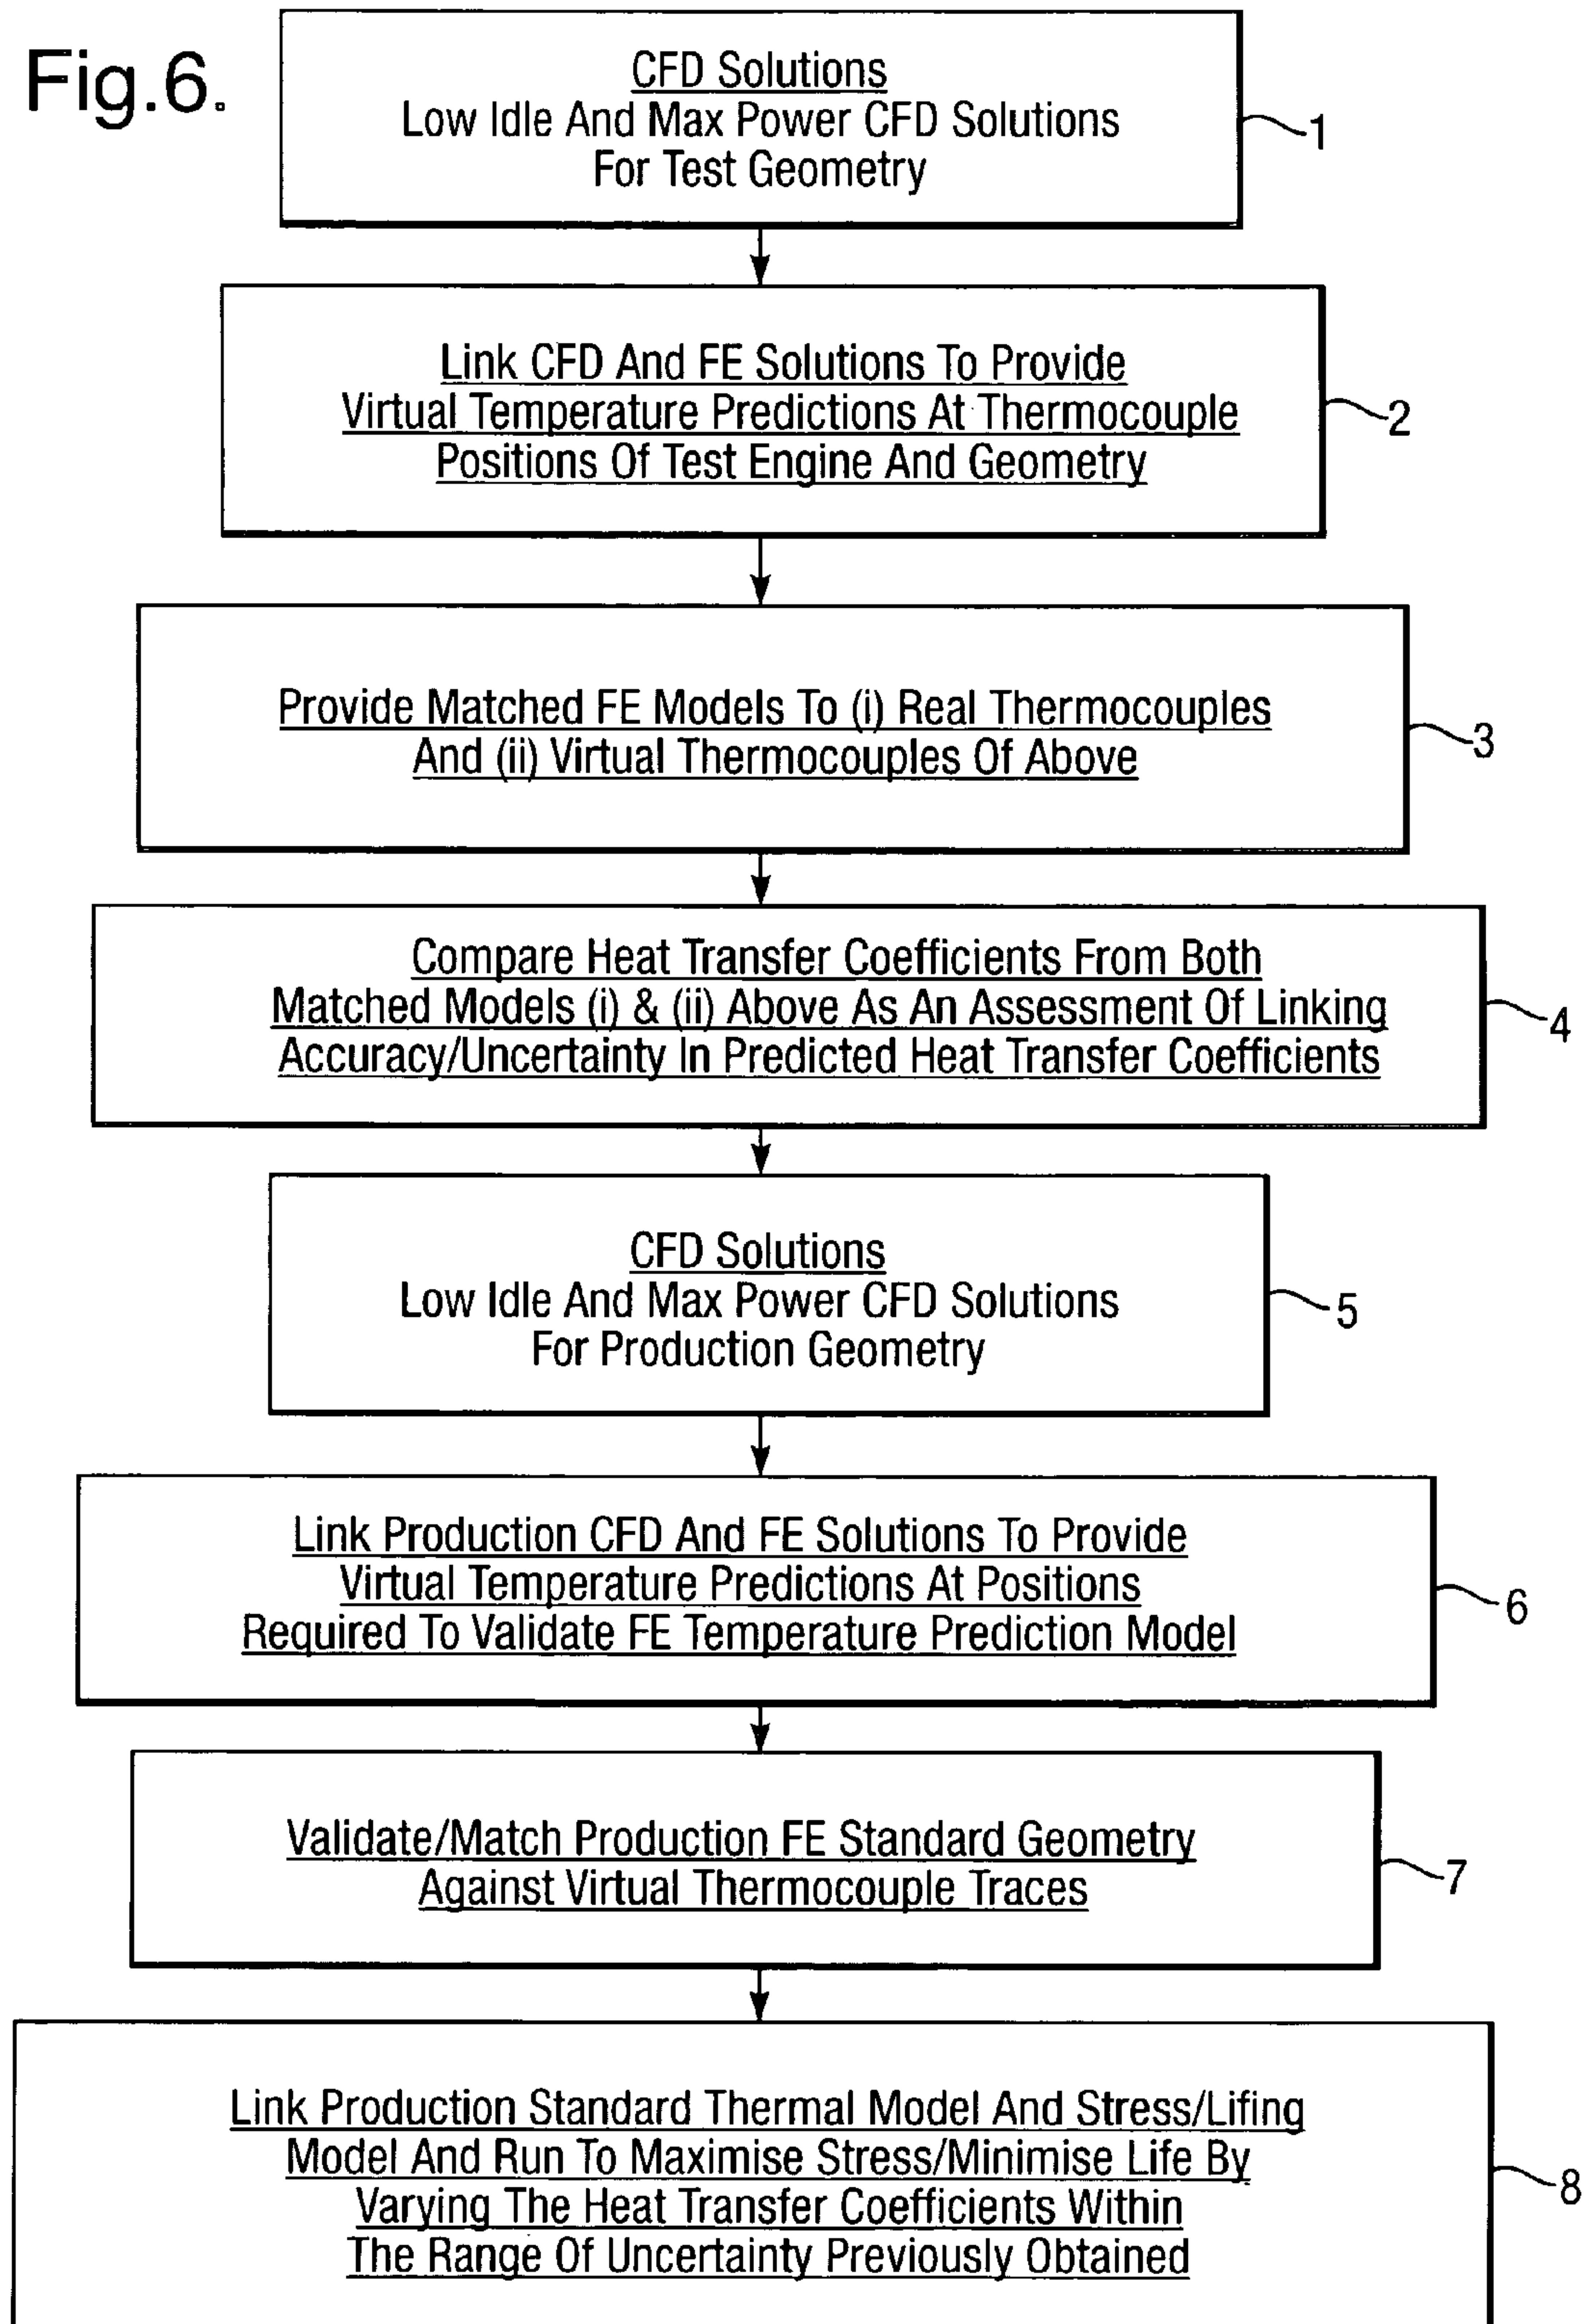 Fig.6.
CFD Solutions
Low Idle And Max Power CFD Solutions
For Test Geometry
1
Link CFD And FE Solutions To Provide
Virtual Temperature Predictions At Thermocouple
Positions Of Test Engine And Geometry
2
Provide Matched FE Models To (i) Real Thermocouples
And (ii) Virtual Thermocouples Of Above
3
Compare Heat Transfer Coefficients From Both
Matched Models (i) & (ii) Above As An Assessment Of Linking
Accuracy/Uncertainty In Predicted Heat Transfer Coefficients
4
CFD Solutions
Low Idle And Max Power CFD Solutions
For Production Geometry
5
Link Production CFD And FE Solutions To Provide
Virtual Temperature Predictions At Positions
Required To Validate FE Temperature Prediction Model
6
Validate/Match Production FE Standard Geometry
Against Virtual Thermocouple Traces
7
Link Production Standard Thermal Model And Stress/Lifing
Model And Run To Maximise Stress/Minimise Life By
Varying The Heat Transfer Coefficients Within
The Range Of Uncertainty Previously Obtained
8